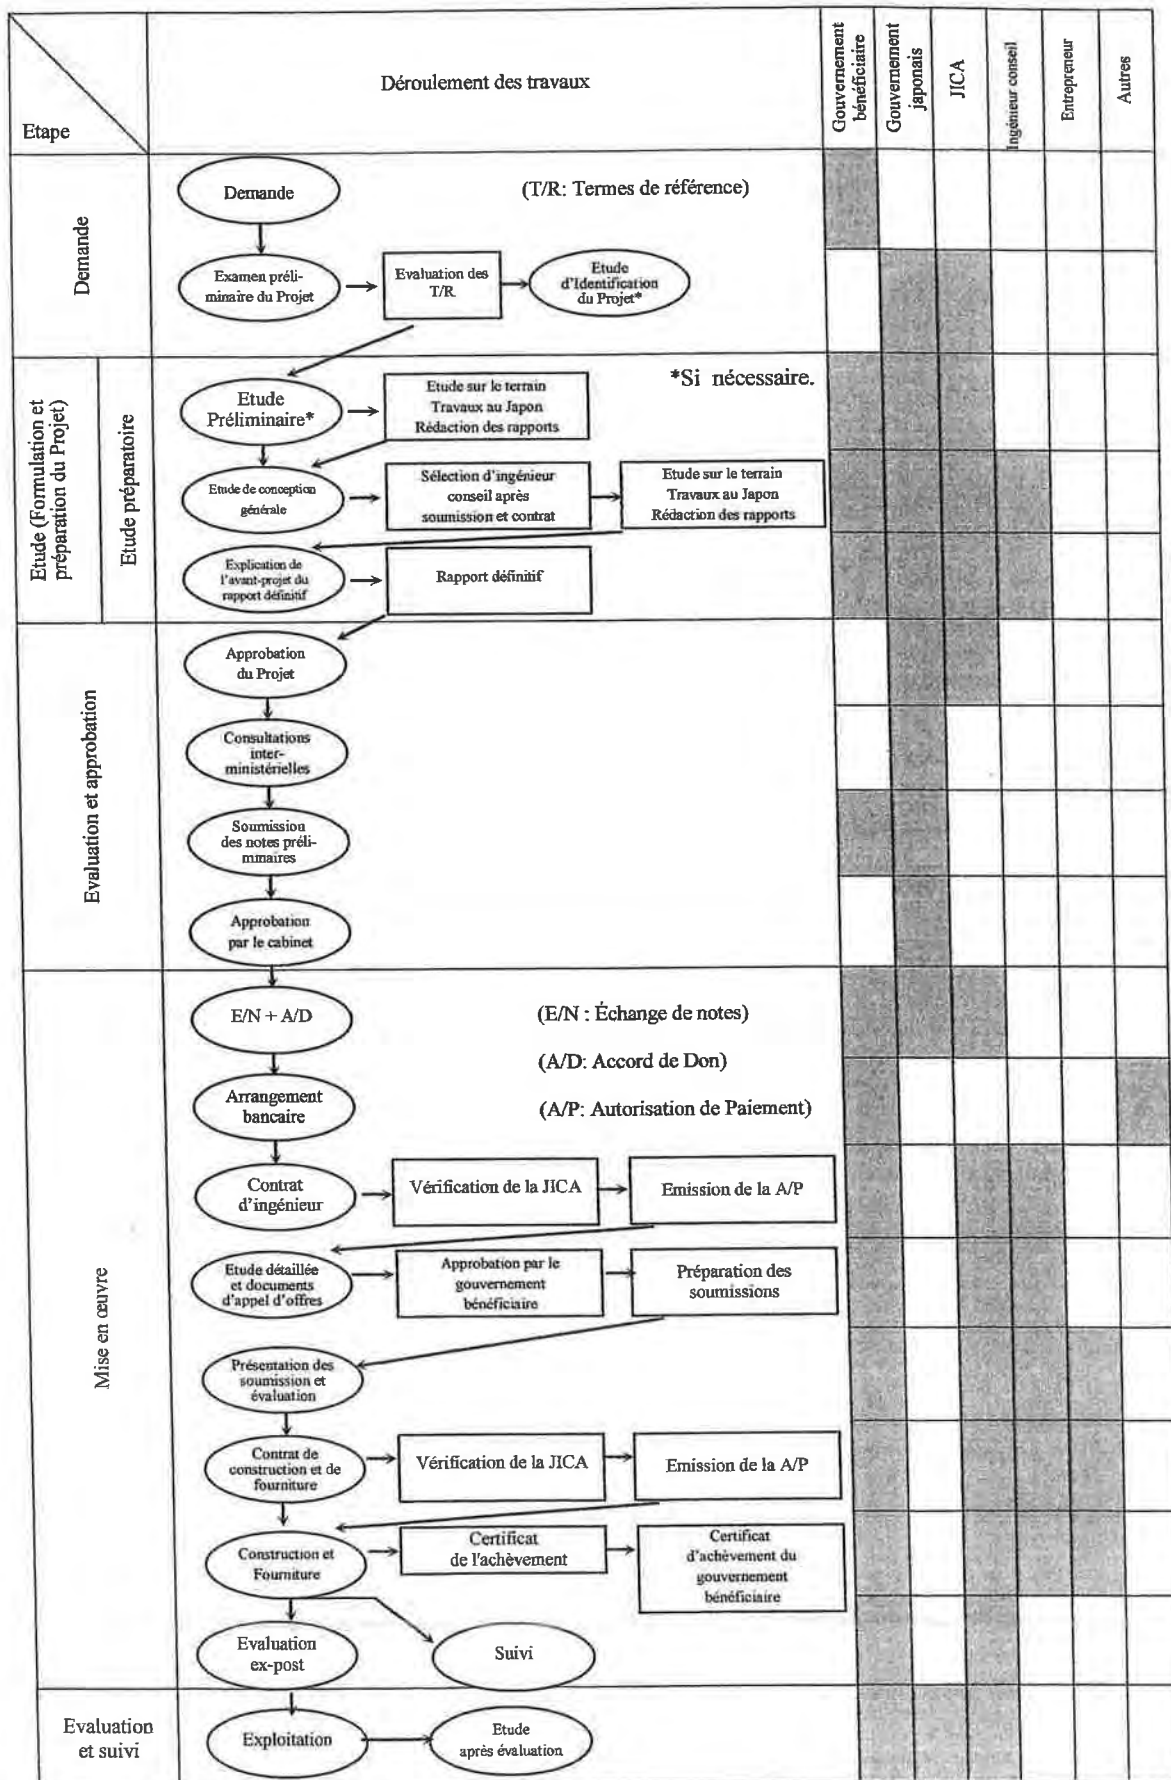 Etape
Déroulement des travaux
Gouvernement
bénéficiaire
Gouvernement
japonais
JICA
Ingénieur conseil
Entrepreneur
Autres
Demande
Demande
(T/R: Termes de référence)
Examen préli-
minaire du Projet
Evaluation des
T/R.
Etude
d'Identification
du Projet*
Etude (Formulation et
préparation du Projet)
Etude préparatoire
*Si nécessaire.
Etude
Préliminaire*
Etude sur le terrain
Travaux au Japon
Rédaction des rapports
Etude de conception
générale
Sélection d'ingénieur
conseil après
soumission et contrat
Etude sur le terrain
Travaux au Japon
Rédaction des rapports
Explication de
l'avant-projet du
rapport définitif
Rapport définitif
Evaluation et approbation
Approbation
du Projet
Consultations
inter-
ministérielles
Soumission
des notes préli-
mmaires
Approbation
par le cabinet
Mise en œuvre
E/N + A/D
(E/N : Échange de notes)
(A/D: Accord de Don)
(A/P: Autorisation de Paiement)
Arrangement
bancaire
Contrat
d'ingénieur
Vérification de la JICA
Emission de la A/P
Etude détaillée
et documents
d'appel d'offres
Approbation par le
gouvernement
bénéficiaire
Préparation des
soumissions
Présentation des
soumission et
évaluation
Contrat de
construction et de
fourniture
Vérification de la JICA
Emission de la A/P
Construction et
Fourniture
Certificat
de l'achèvement
Certificat
d'achèvement du
gouvernement
bénéficiaire
Evaluation
ex-post
Suivi
Evaluation
et suivi
Exploitation
Etude
après évaluation